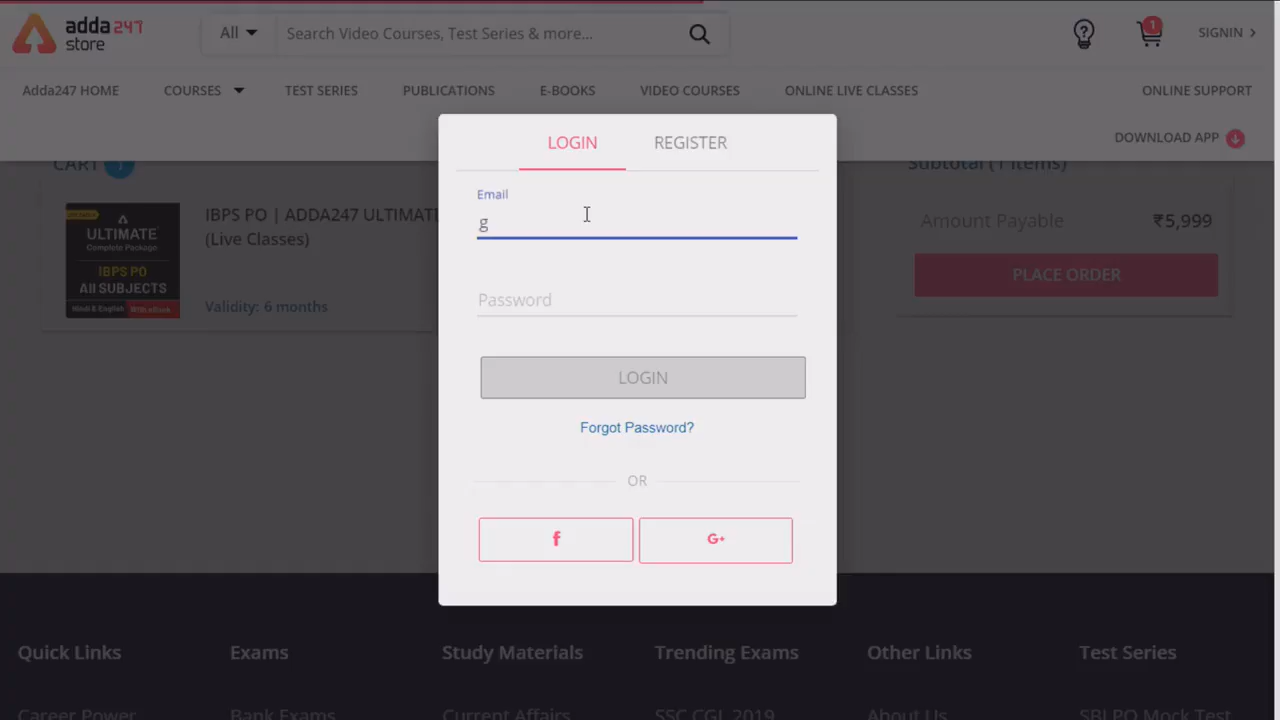 adda 247
store
All
Search Video Courses, Test Series & more...
1
SIGNIN
Adda247 HOME
COURSES
TEST SERIES
PUBLICATIONS
E-BOOKS
VIDEO COURSES
ONLINE LIVE CLASSES
ONLINE SUPPORT
DOWNLOAD APP
CART
Subtotal (1 items)
IBPS PO | ADDA247 ULTIMATE
(Live Classes)
Validity: 6 months
ULTIMATE
Complete Package
IBPS PO
All SUBJECTS
Hindi & English
With eBook
Amount Payable
₹5,999
PLACE ORDER
LOGIN
REGISTER
Email
g
Password
LOGIN
Forgot Password?
OR
f
G+
Quick Links
Exams
Study Materials
Trending Exams
Other Links
Test Series
Career Power
Bank Exams
Current Affairs
SSC CGL 2019
About Us
SBI PO Mock Test